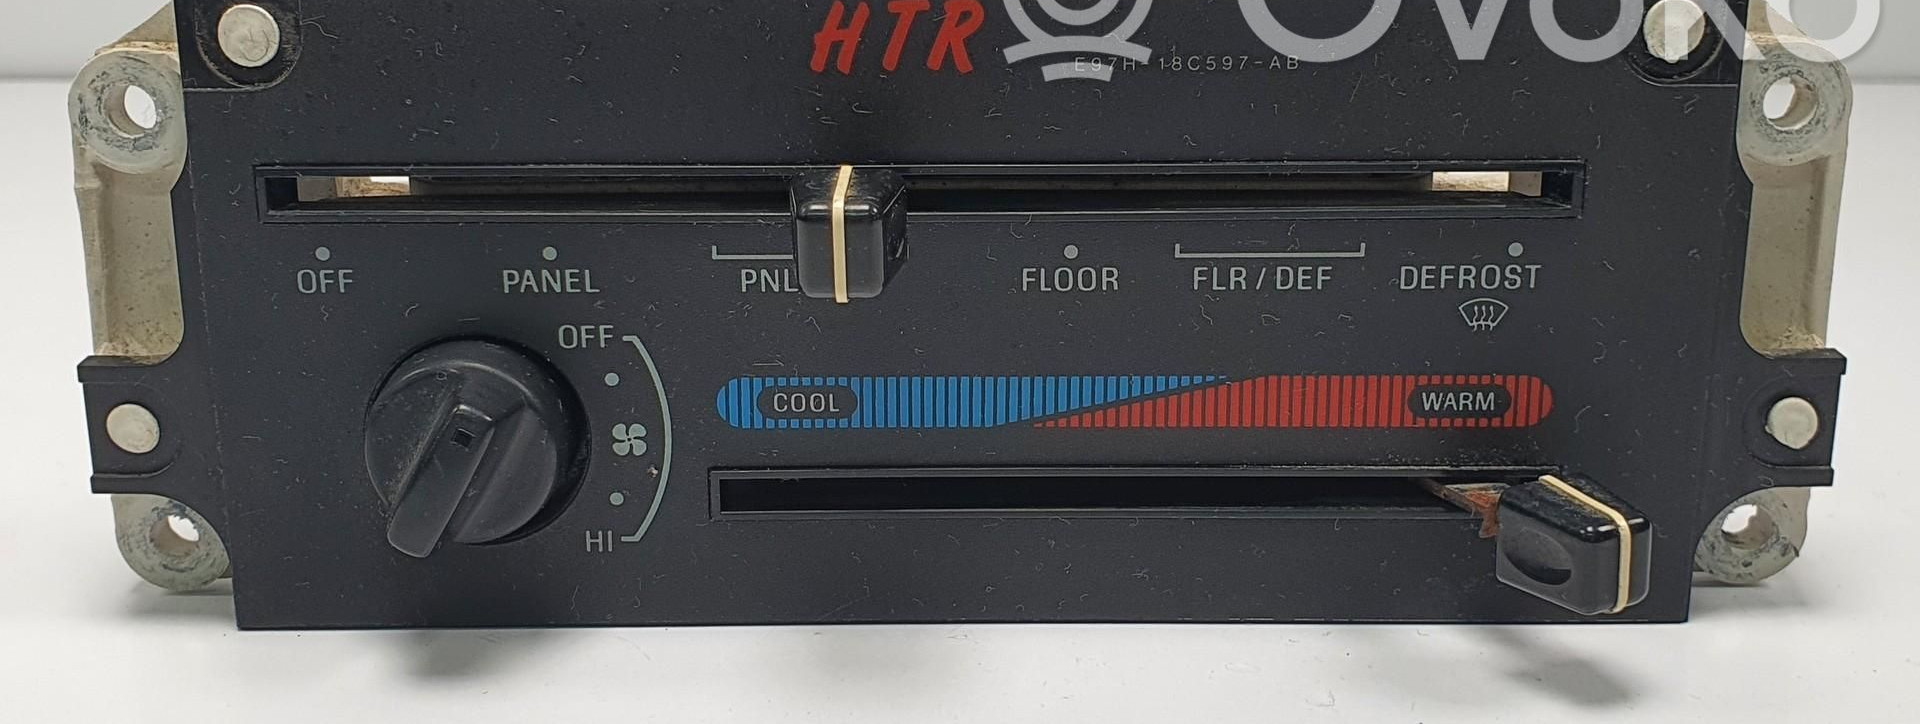 HTR
E97H-18C597-AB
OFF PANEL PNL FLOOR FLR/DEF DEFROST
OFF
COOL WARM
HI